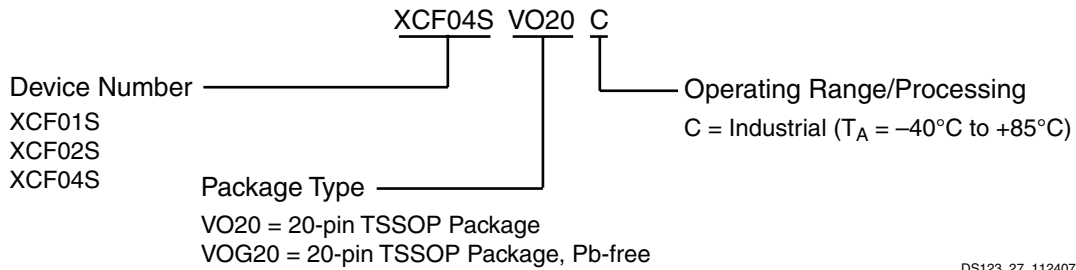 XCF04S VO20 C
Device Number
XCF01S
XCF02S
XCF04S
Package Type
VO20 = 20-pin TSSOP Package
VOG20 = 20-pin TSSOP Package, Pb-free
Operating Range/Processing
C = Industrial (TA = –40°C to +85°C)
DS123_27_112407